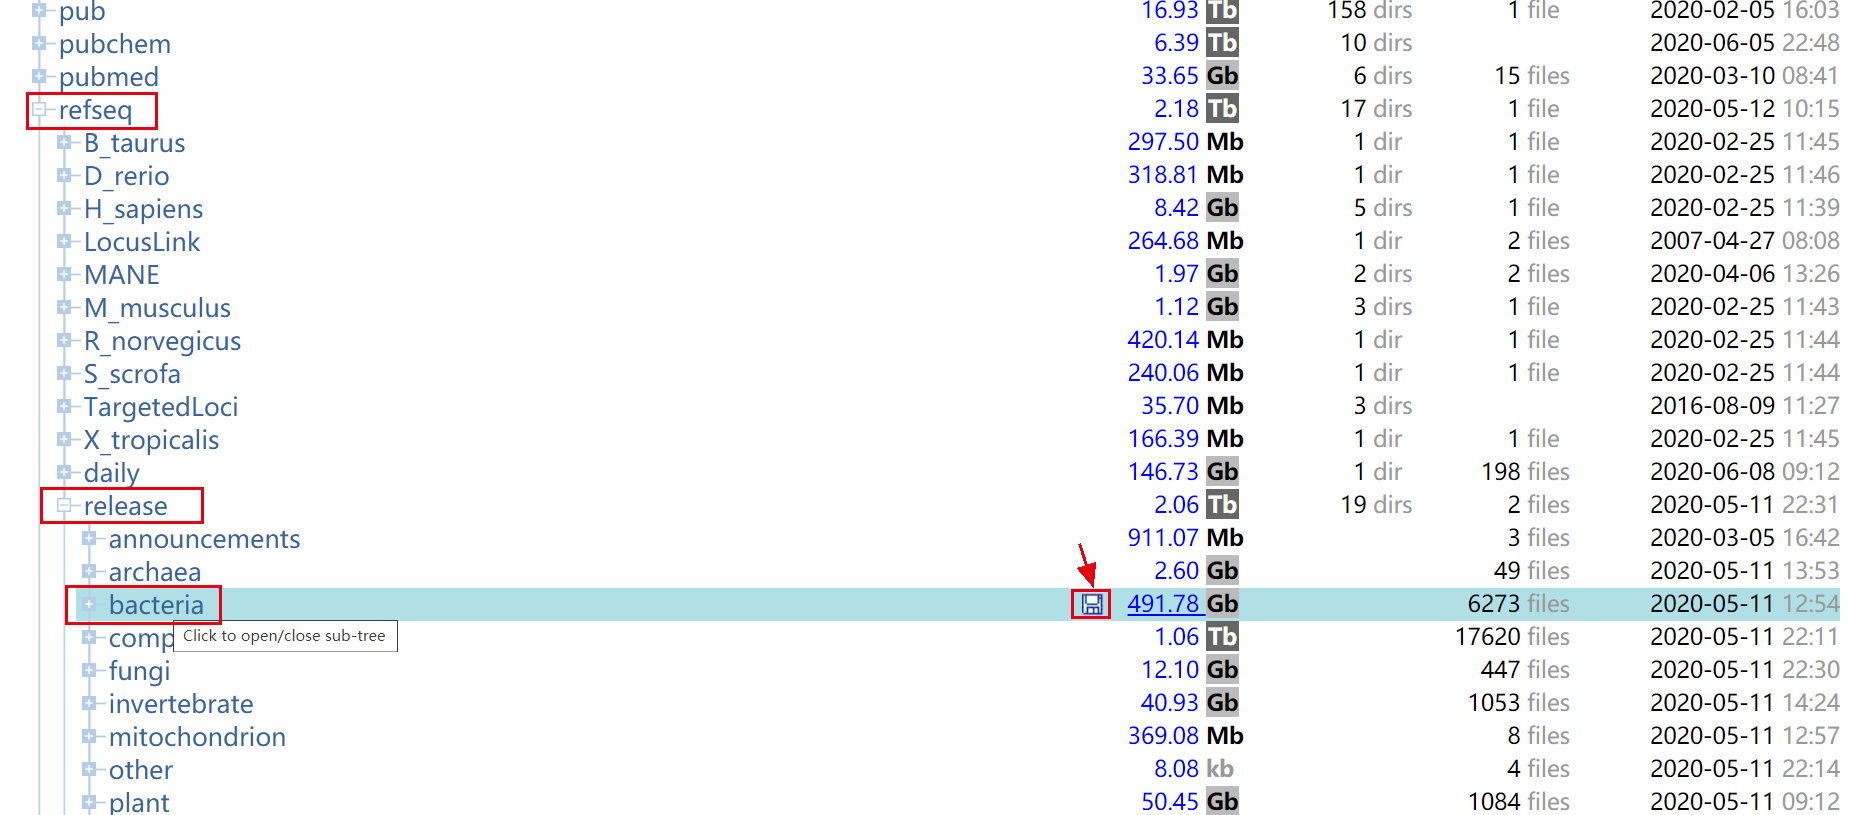 pub 16.93 Tb 158 dirs 1 file 2020-02-05 16:03
pubchem 6.39 Tb 10 dirs 2020-06-05 22:48
pubmed 33.65 Gb 6 dirs 15 files 2020-03-10 08:41
refseq 2.18 Tb 17 dirs 1 file 2020-05-12 10:15
B_taurus 297.50 Mb 1 dir 1 file 2020-02-25 11:45
D_rerio 318.81 Mb 1 dir 1 file 2020-02-25 11:46
H_sapiens 8.42 Gb 5 dirs 1 file 2020-02-25 11:39
LocusLink 264.68 Mb 1 dir 2 files 2007-04-27 08:08
MANE 1.97 Gb 2 dirs 2 files 2020-04-06 13:26
M_musculus 1.12 Gb 3 dirs 1 file 2020-02-25 11:43
R_norvegicus 420.14 Mb 1 dir 1 file 2020-02-25 11:44
S_scrofa 240.06 Mb 1 dir 1 file 2020-02-25 11:44
TargetedLoci 35.70 Mb 3 dirs 2016-08-09 11:27
X_tropicalis 166.39 Mb 1 dir 1 file 2020-02-25 11:45
daily 146.73 Gb 1 dir 198 files 2020-06-08 09:12
release 2.06 Tb 19 dirs 2 files 2020-05-11 22:31
announcements 911.07 Mb 3 files 2020-03-05 16:42
archaea 2.60 Gb 49 files 2020-05-11 13:53
bacteria 491.78 Gb 6273 files 2020-05-11 12:54
comp 1.06 Tb 17620 files 2020-05-11 22:11
Click to open/close sub-tree
fungi 12.10 Gb 447 files 2020-05-11 22:30
invertebrate 40.93 Gb 1053 files 2020-05-11 14:24
mitochondrion 369.08 Mb 8 files 2020-05-11 12:57
other 8.08 kb 4 files 2020-05-11 22:14
plant 50.45 Gb 1084 files 2020-05-11 09:12